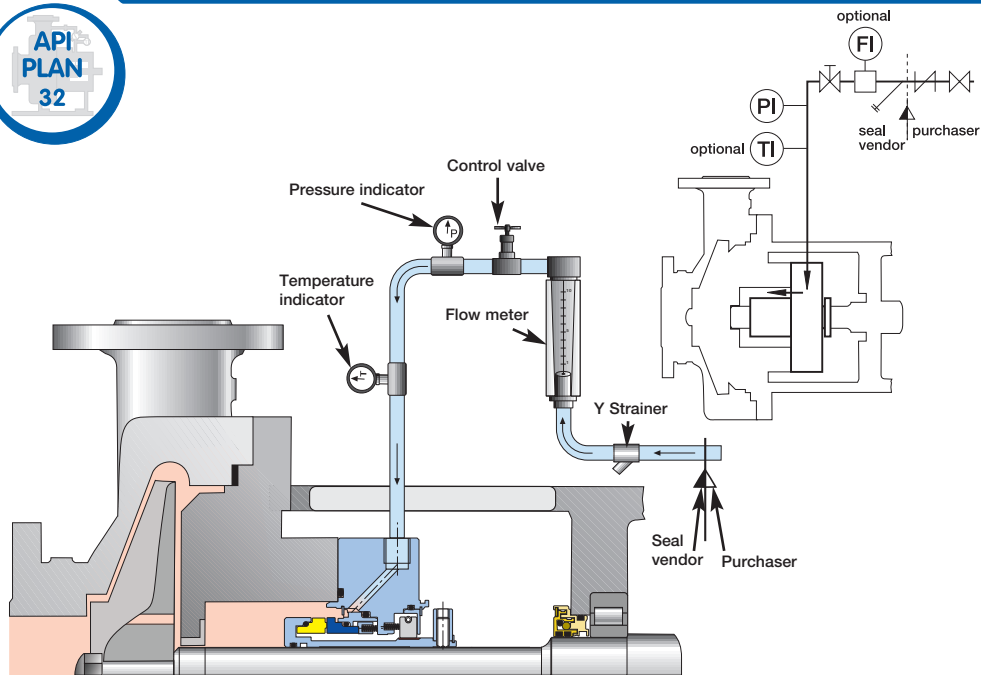 API
PLAN
32
optional
FI
PI
seal
vendor
purchaser
optional
TI
Control valve
Pressure indicator
P
Temperature
indicator
T
Flow meter
10
Y Strainer
Seal
vendor
Purchaser